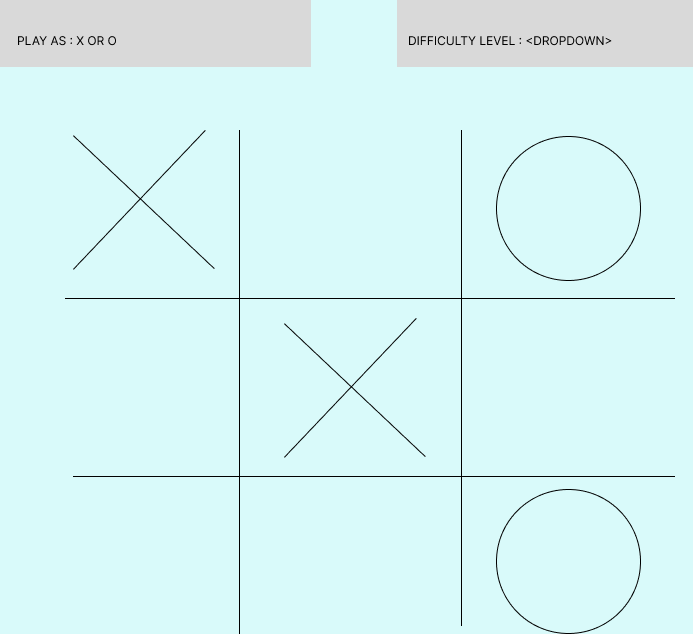 PLAY AS : X OR O
DIFFICULTY LEVEL : <DROPDOWN>